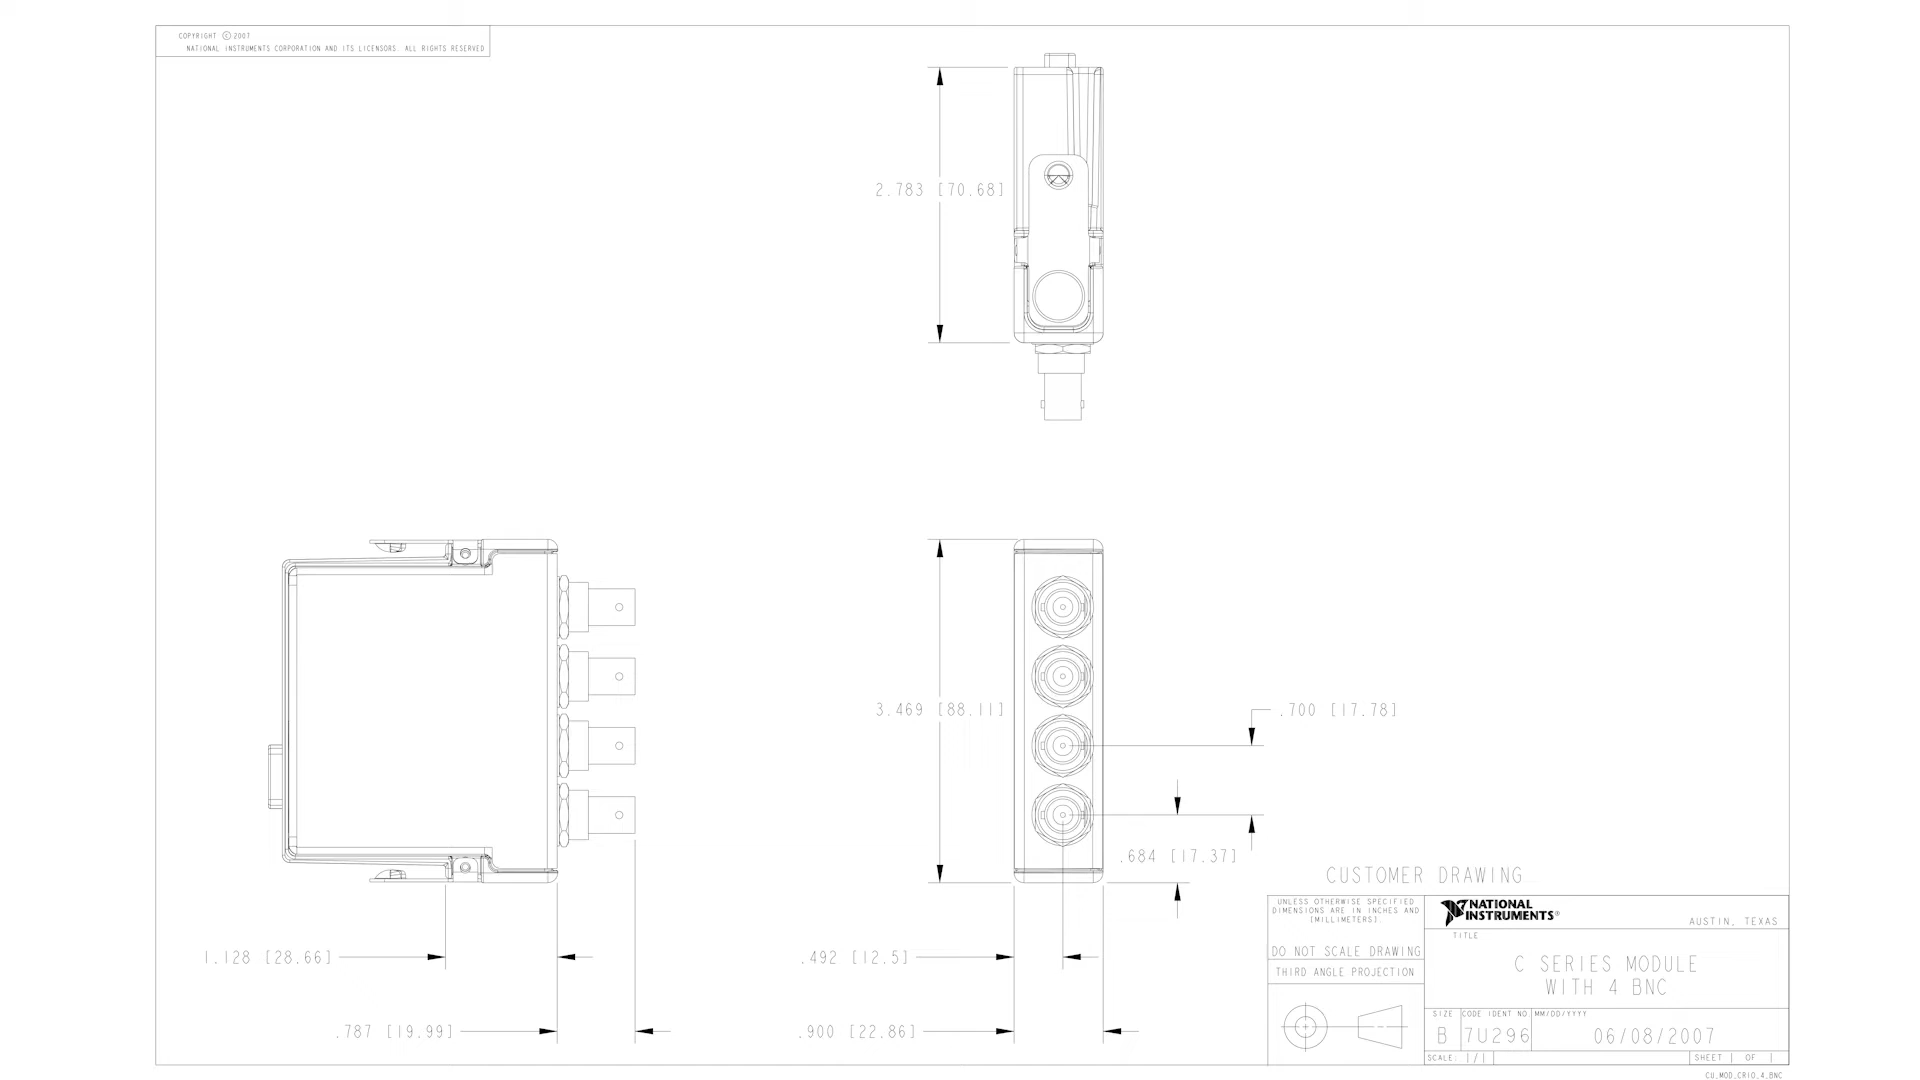 COPYRIGHT © 2007
NATIONAL INSTRUMENTS CORPORATION AND ITS LICENSORS. ALL RIGHTS RESERVED
2.783 [70.68]
3.469 [88.11]
.700 [17.78]
.684 [17.37]
1.128 [28.66]
.492 [12.5]
.787 [19.99]
.900 [22.86]
CUSTOMER DRAWING
UNLESS OTHERWISE SPECIFIED
DIMENSIONS ARE IN INCHES AND
[MILLIMETERS].
DO NOT SCALE DRAWING
THIRD ANGLE PROJECTION
NATIONAL
INSTRUMENTS®
AUSTIN, TEXAS
TITLE
C SERIES MODULE
WITH 4 BNC
SIZE CODE IDENT NO. MM/DD/YYYY
B 7U296 06/08/2007
SCALE: 1/1 SHEET 1 OF 1
CU_MOD_CRIO_4_BNC